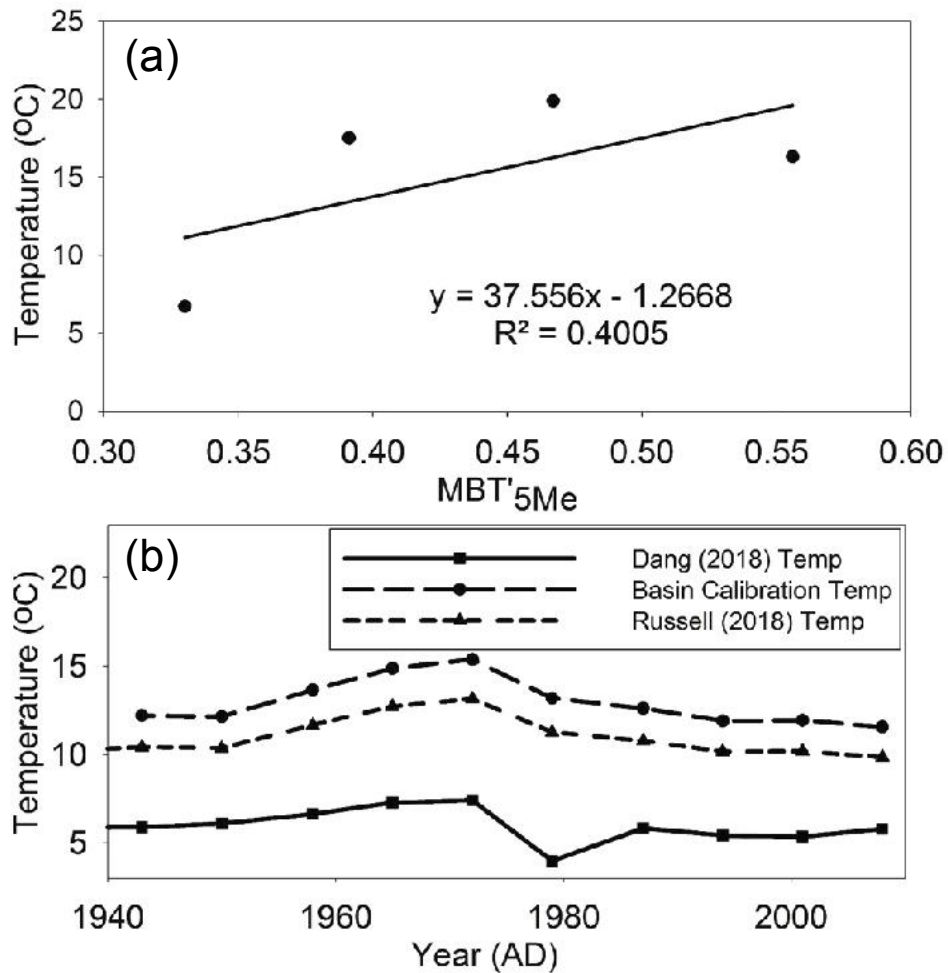 (a)
Temperature (ºC)
25
20
15
10
5
0
y = 37.556x - 1.2668
R² = 0.4005
0.30 0.35 0.40 0.45 0.50 0.55 0.60
MBT'5Me
(b)
Dang (2018) Temp
Basin Calibration Temp
Russell (2018) Temp
Temperature (ºC)
20
15
10
5
1940 1960 1980 2000
Year (AD)